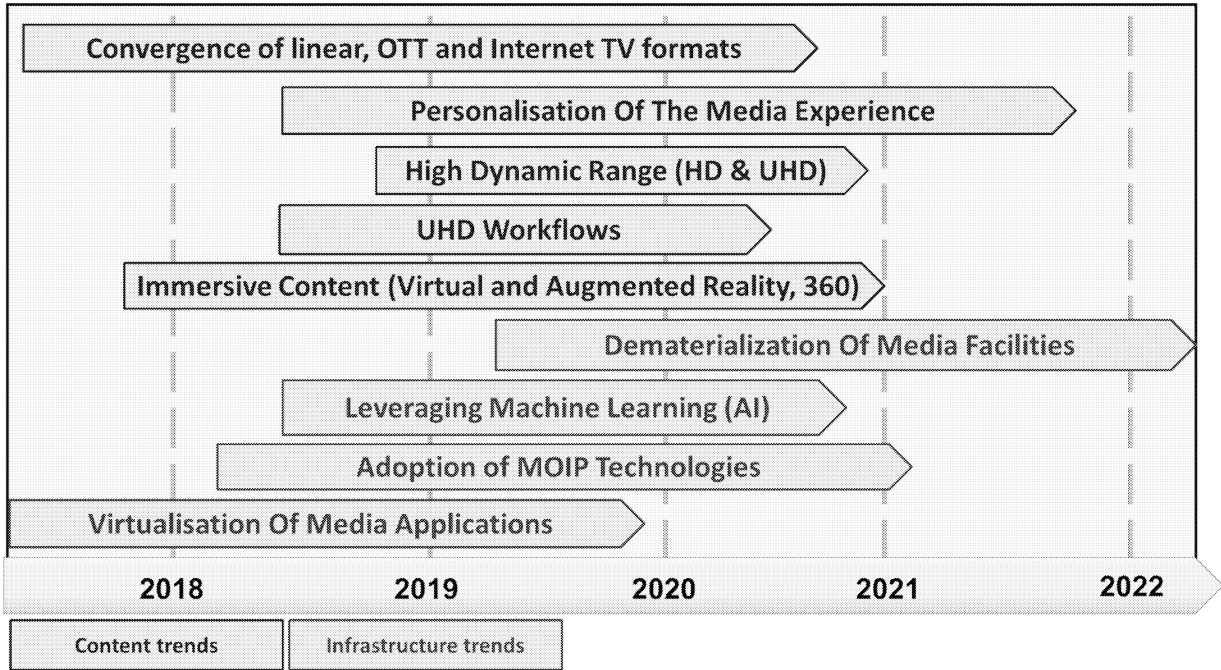 Convergence of linear, OTT and Internet TV formats
Personalisation Of The Media Experience
High Dynamic Range (HD & UHD)
UHD Workflows
Immersive Content (Virtual and Augmented Reality, 360)
Dematerialization Of Media Facilities
Leveraging Machine Learning (AI)
Adoption of MOIP Technologies
Virtualisation Of Media Applications
2018 2019 2020 2021 2022
Content trends Infrastructure trends